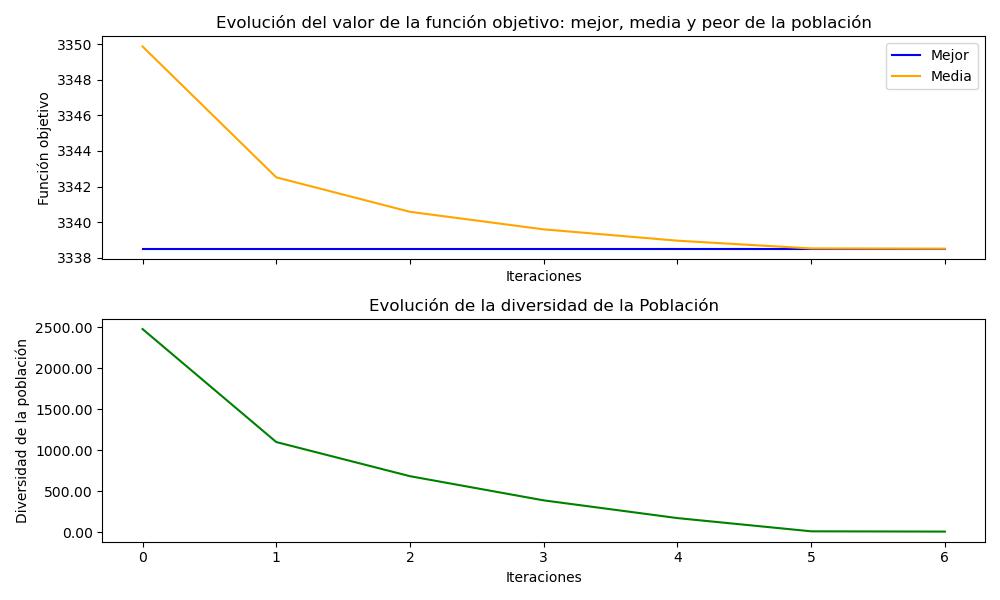 Evolución del valor de la función objetivo: mejor, media y peor de la población
Función objetivo
3350
3348
3346
3344
3342
3340
3338
Mejor
Media
Iteraciones
Evolución de la diversidad de la Población
Diversidad de la población
2500.00
2000.00
1500.00
1000.00
500.00
0.00
0 1 2 3 4 5 6
Iteraciones